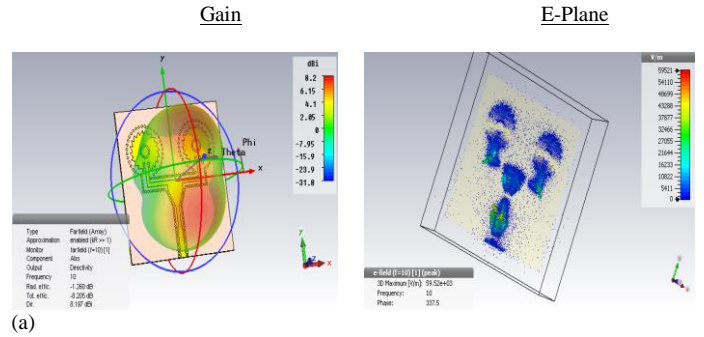 Gain
E-Plane
y
dBi
8.2
6.15
4.1
2.05
0
-7.95
-15.9
-23.9
-31.8
Phi
Theta
z
x
Type Farfield (Array)
Approximation enabled (kR >> 1)
Monitor farfield (f=10) [1]
Component Abs
Output Directivity
Frequency 10
Rad. effic. -1.260 dB
Tot. effic. -8.205 dB
Dir. 8.197 dBi
y
z
x
V/m
59521
54110
48699
43288
37877
32466
27055
21644
16233
10822
5411
0
e-field (f=10) [1] (peak)
3D Maximum [V/m]: 59.52e+03
Frequency: 10
Phase: 337.5
(a)